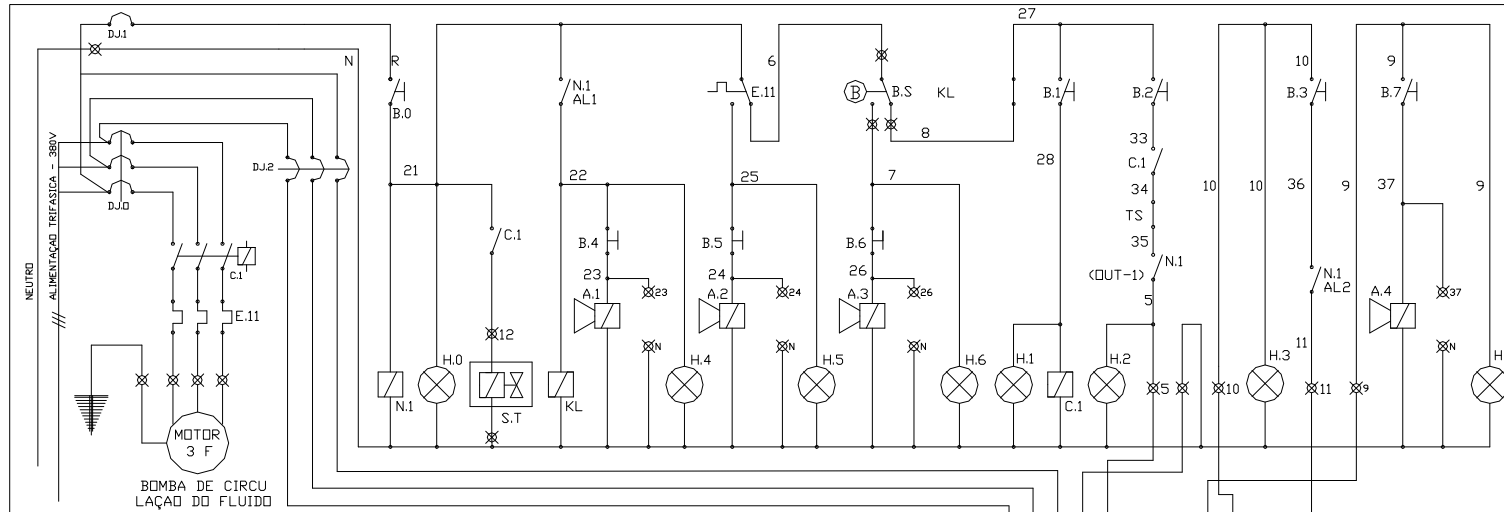 27
DJ.1
N
R
6
10
9
N.1
AL1
E.11
B
B.S
KL
B.1
B.2
B.3
B.7
B.0
8
33
C.1
28
DJ.2
ALIMENTAÇAO TRIFASICA - 380V
NEUTRO
21
22
25
7
34
10
10
36
9
37
9
DJ.0
TS
C.1
B.4
B.5
B.6
35
C.1
23
24
26
(OUT-1)
N.1
N.1
AL2
5
23
24
26
37
A.1
A.2
A.3
A.4
E.11
12
N
N
N
11
N
H.0
H.4
H.5
H.6
H.1
H.2
H.3
H
5
10
11
9
N.1
S.T
KL
C.1
MOTOR
3 F
BOMBA DE CIRCU
LAÇAO DO FLUIDO